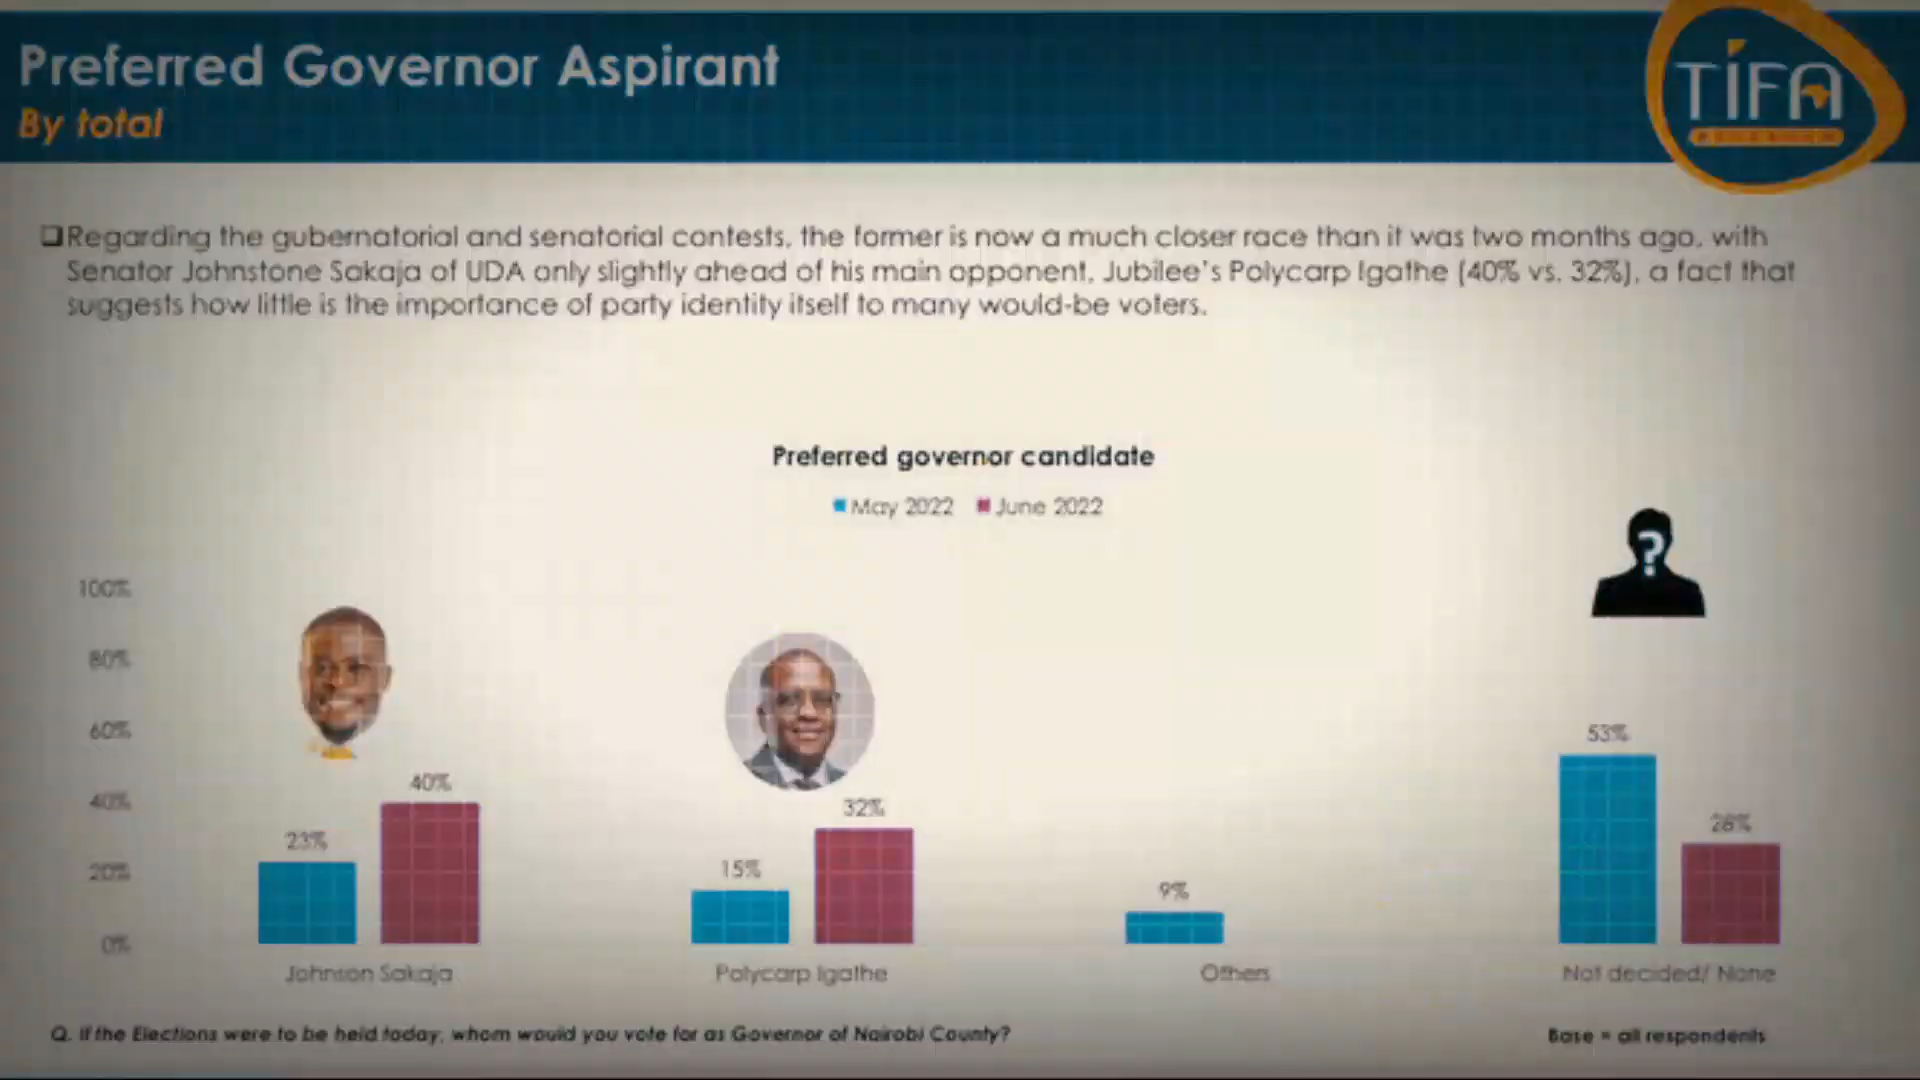 Preferred Governor Aspirant
By total
TIFA
Regarding the gubernatorial and senatorial contests, the former is now a much closer race than it was two months ago, with
Senator Johnstone Sakaja of UDA only slightly ahead of his main opponent, Jubilee's Polycarp Igathe (40% vs. 32%), a fact that
suggests how little is the importance of party identity itself to many would-be voters.
Preferred governor candidate
May 2022 June 2022
?
100%
80%
60%
40%
20%
0%
23%
40%
15%
32%
9%
53%
28%
Johnson Sakaja
Polycarp Igathe
Others
Not decided/ None
Q. If the Elections were to be held today, whom would you vote for as Governor of Nairobi County?
Base = all respondents